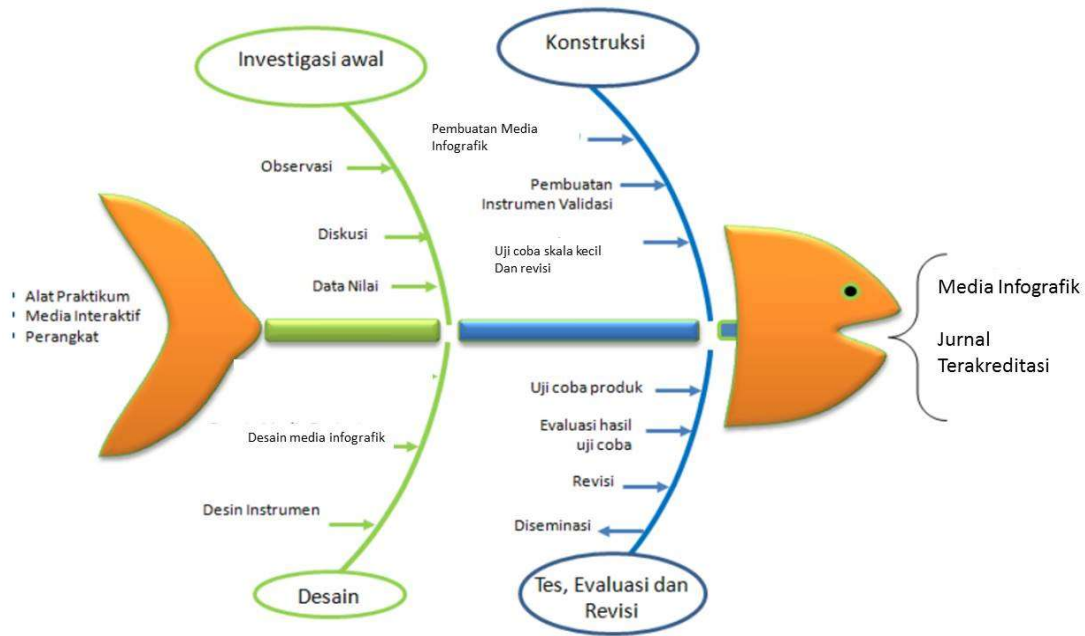 Investigasi awal
Konstruksi
Observasi
Diskusi
Data Nilai
Pembuatan Media
Infografik
Pembuatan
Instrumen Validasi
Uji coba skala kecil
Dan revisi
Alat Praktikum
Media Interaktif
Perangkat
Media Infografik
Jurnal
Terakreditasi
Desain media infografik
Desin Instrumen
Uji coba produk
Evaluasi hasil
uji coba
Revisi
Diseminasi
Desain
Tes, Evaluasi dan
Revisi